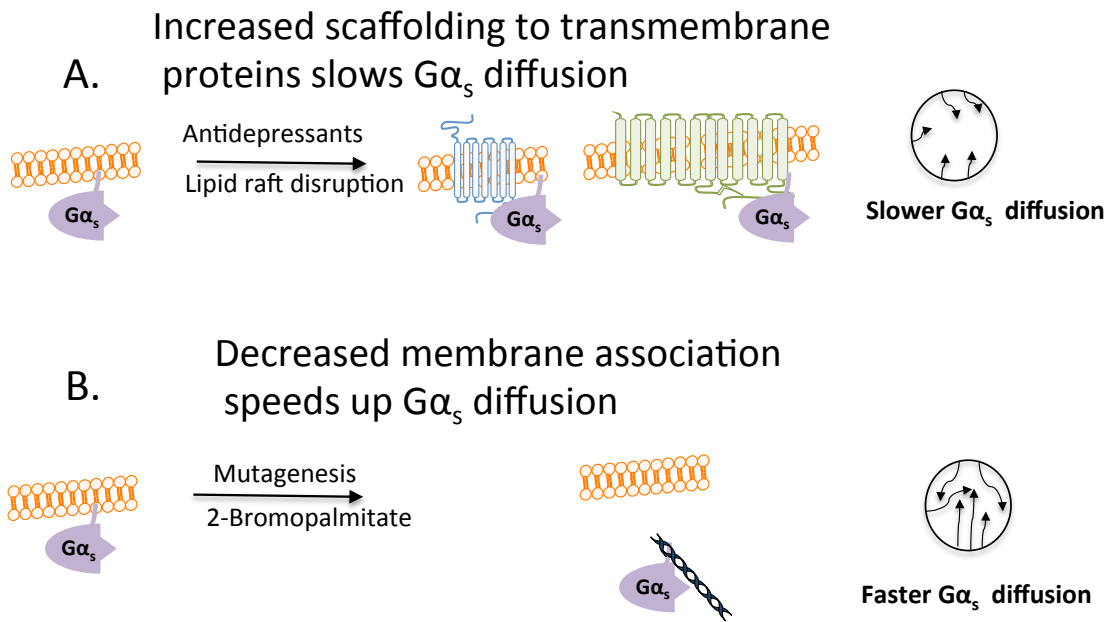 Increased scaffolding to transmembrane
A. proteins slows Gαs diffusion
Antidepressants
Lipid raft disruption
Gαs
Gαs
Gαs
Slower Gαs diffusion
Decreased membrane association
B. speeds up Gαs diffusion
Mutagenesis
2-Bromopalmitate
Gαs
Gαs
Faster Gαs diffusion